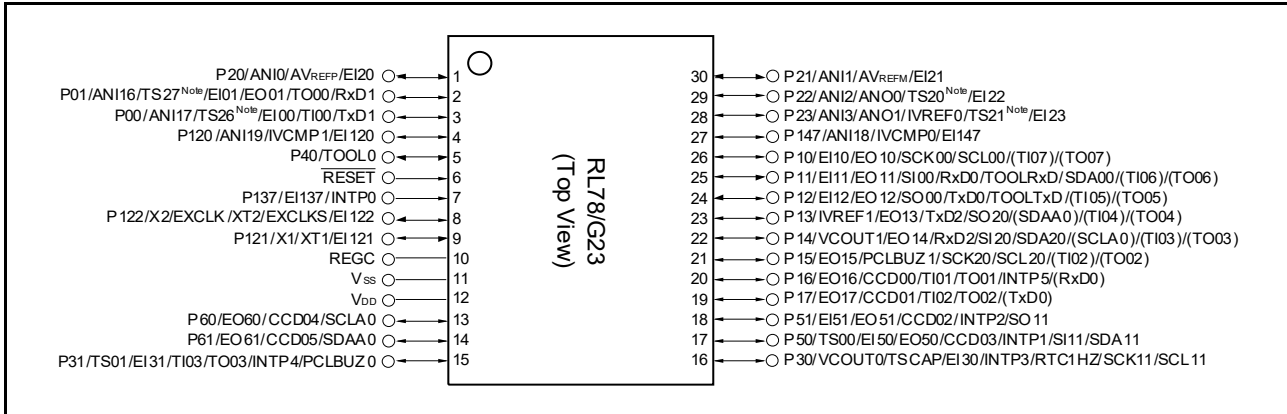 P20/ANI0/AVREFP/EI20 1
P01/ANI16/TS27Note/EI01/EO01/TO00/RxD1 2
P00/ANI17/TS26Note/EI00/TI00/TxD1 3
P120/ANI19/IVCMP1/EI120 4
P40/TOOL0 5
RESET 6
P137/EI137/INTP0 7
P122/X2/EXCLK/XT2/EXCLKS/EI122 8
P121/X1/XT1/EI121 9
REGC 10
VSS 11
VDD 12
P60/EO60/CCD04/SCLA0 13
P61/EO61/CCD05/SDAA0 14
P31/TS01/EI31/TI03/TO03/INTP4/PCLBUZ0 15
RL78/G23
(Top View)
30 P21/ANI1/AVREFM/EI21
29 P22/ANI2/ANO0/TS20Note/EI22
28 P23/ANI3/ANO1/IVREF0/TS21Note/EI23
27 P147/ANI18/IVCMP0/EI147
26 P10/EI10/EO10/SCK00/SCL00/(TI07)/(TO07)
25 P11/EI11/EO11/SI00/RxD0/TOOLRxD/SDA00/(TI06)/(TO06)
24 P12/EI12/EO12/SO00/TxD0/TOOLTxD/(TI05)/(TO05)
23 P13/IVREF1/EO13/TxD2/SO20/(SDAA0)/(TI04)/(TO04)
22 P14/VCOUT1/EO14/RxD2/SI20/SDA20/(SCLA0)/(TI03)/(TO03)
21 P15/EO15/PCLBUZ1/SCK20/SCL20/(TI02)/(TO02)
20 P16/EO16/CCD00/TI01/TO01/INTP5/(RxD0)
19 P17/EO17/CCD01/TI02/TO02/(TxD0)
18 P51/EI51/EO51/CCD02/INTP2/SO11
17 P50/TS00/EI50/EO50/CCD03/INTP1/SI11/SDA11
16 P30/VCOUT0/TSCAP/EI30/INTP3/RTC1HZ/SCK11/SCL11